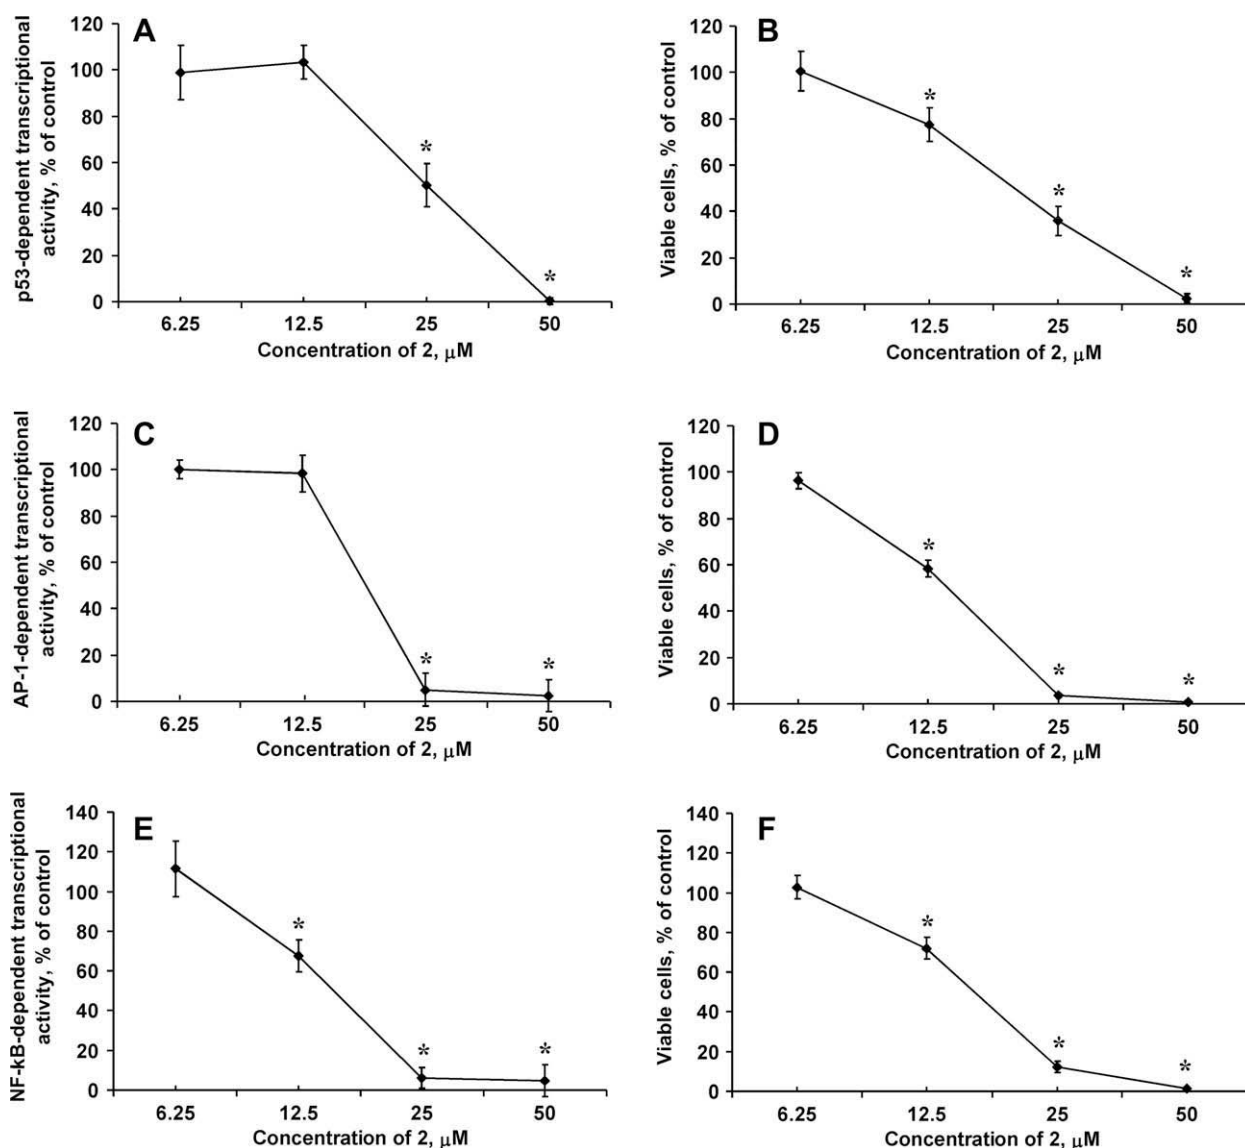 A
p53-dependent transcriptional
activity, % of control
120
100
80
60
40
20
0
*
*
6.25 12.5 25 50
Concentration of 2, μM
B
Viable cells, % of control
120
100
80
60
40
20
0
*
*
*
6.25 12.5 25 50
Concentration of 2, μM
C
AP-1-dependent transcriptional
activity, % of control
120
100
80
60
40
20
0
*
*
6.25 12.5 25 50
Concentration of 2, μM
D
Viable cells, % of control
120
100
80
60
40
20
0
*
*
*
6.25 12.5 25 50
Concentration of 2, μM
E
NF-kB-dependent transcriptional
activity, % of control
140
120
100
80
60
40
20
0
*
*
*
6.25 12.5 25 50
Concentration of 2, μM
F
Viable cells, % of control
140
120
100
80
60
40
20
0
*
*
*
6.25 12.5 25 50
Concentration of 2, μM